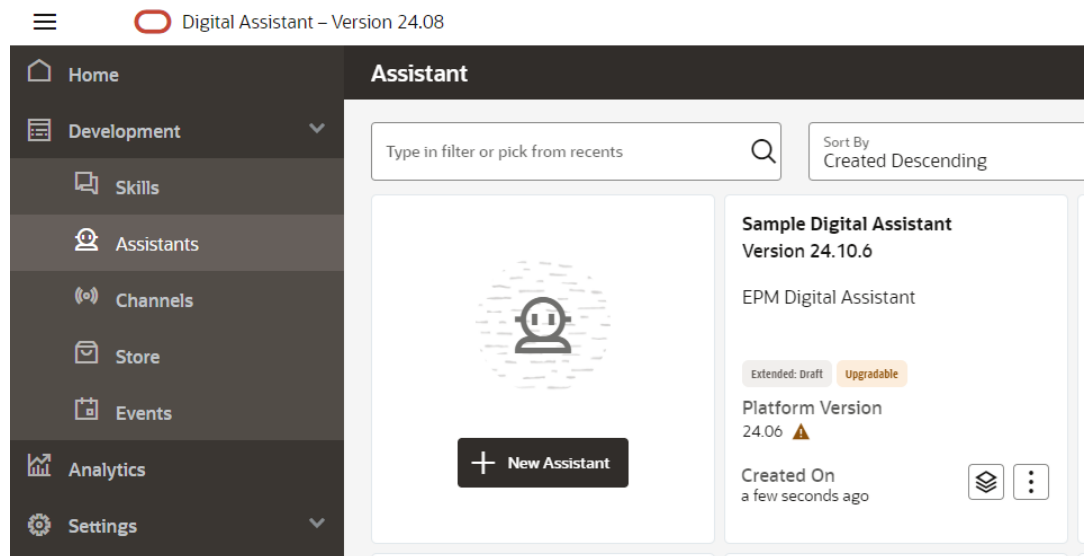 Digital Assistant – Version 24.08
Home
Development
Skills
Assistants
Channels
Store
Events
Analytics
Settings
Assistant
Type in filter or pick from recents
Sort By
Created Descending
New Assistant
Sample Digital Assistant
Version 24.10.6
EPM Digital Assistant
Extended: Draft Upgradable
Platform Version
24.06
Created On
a few seconds ago